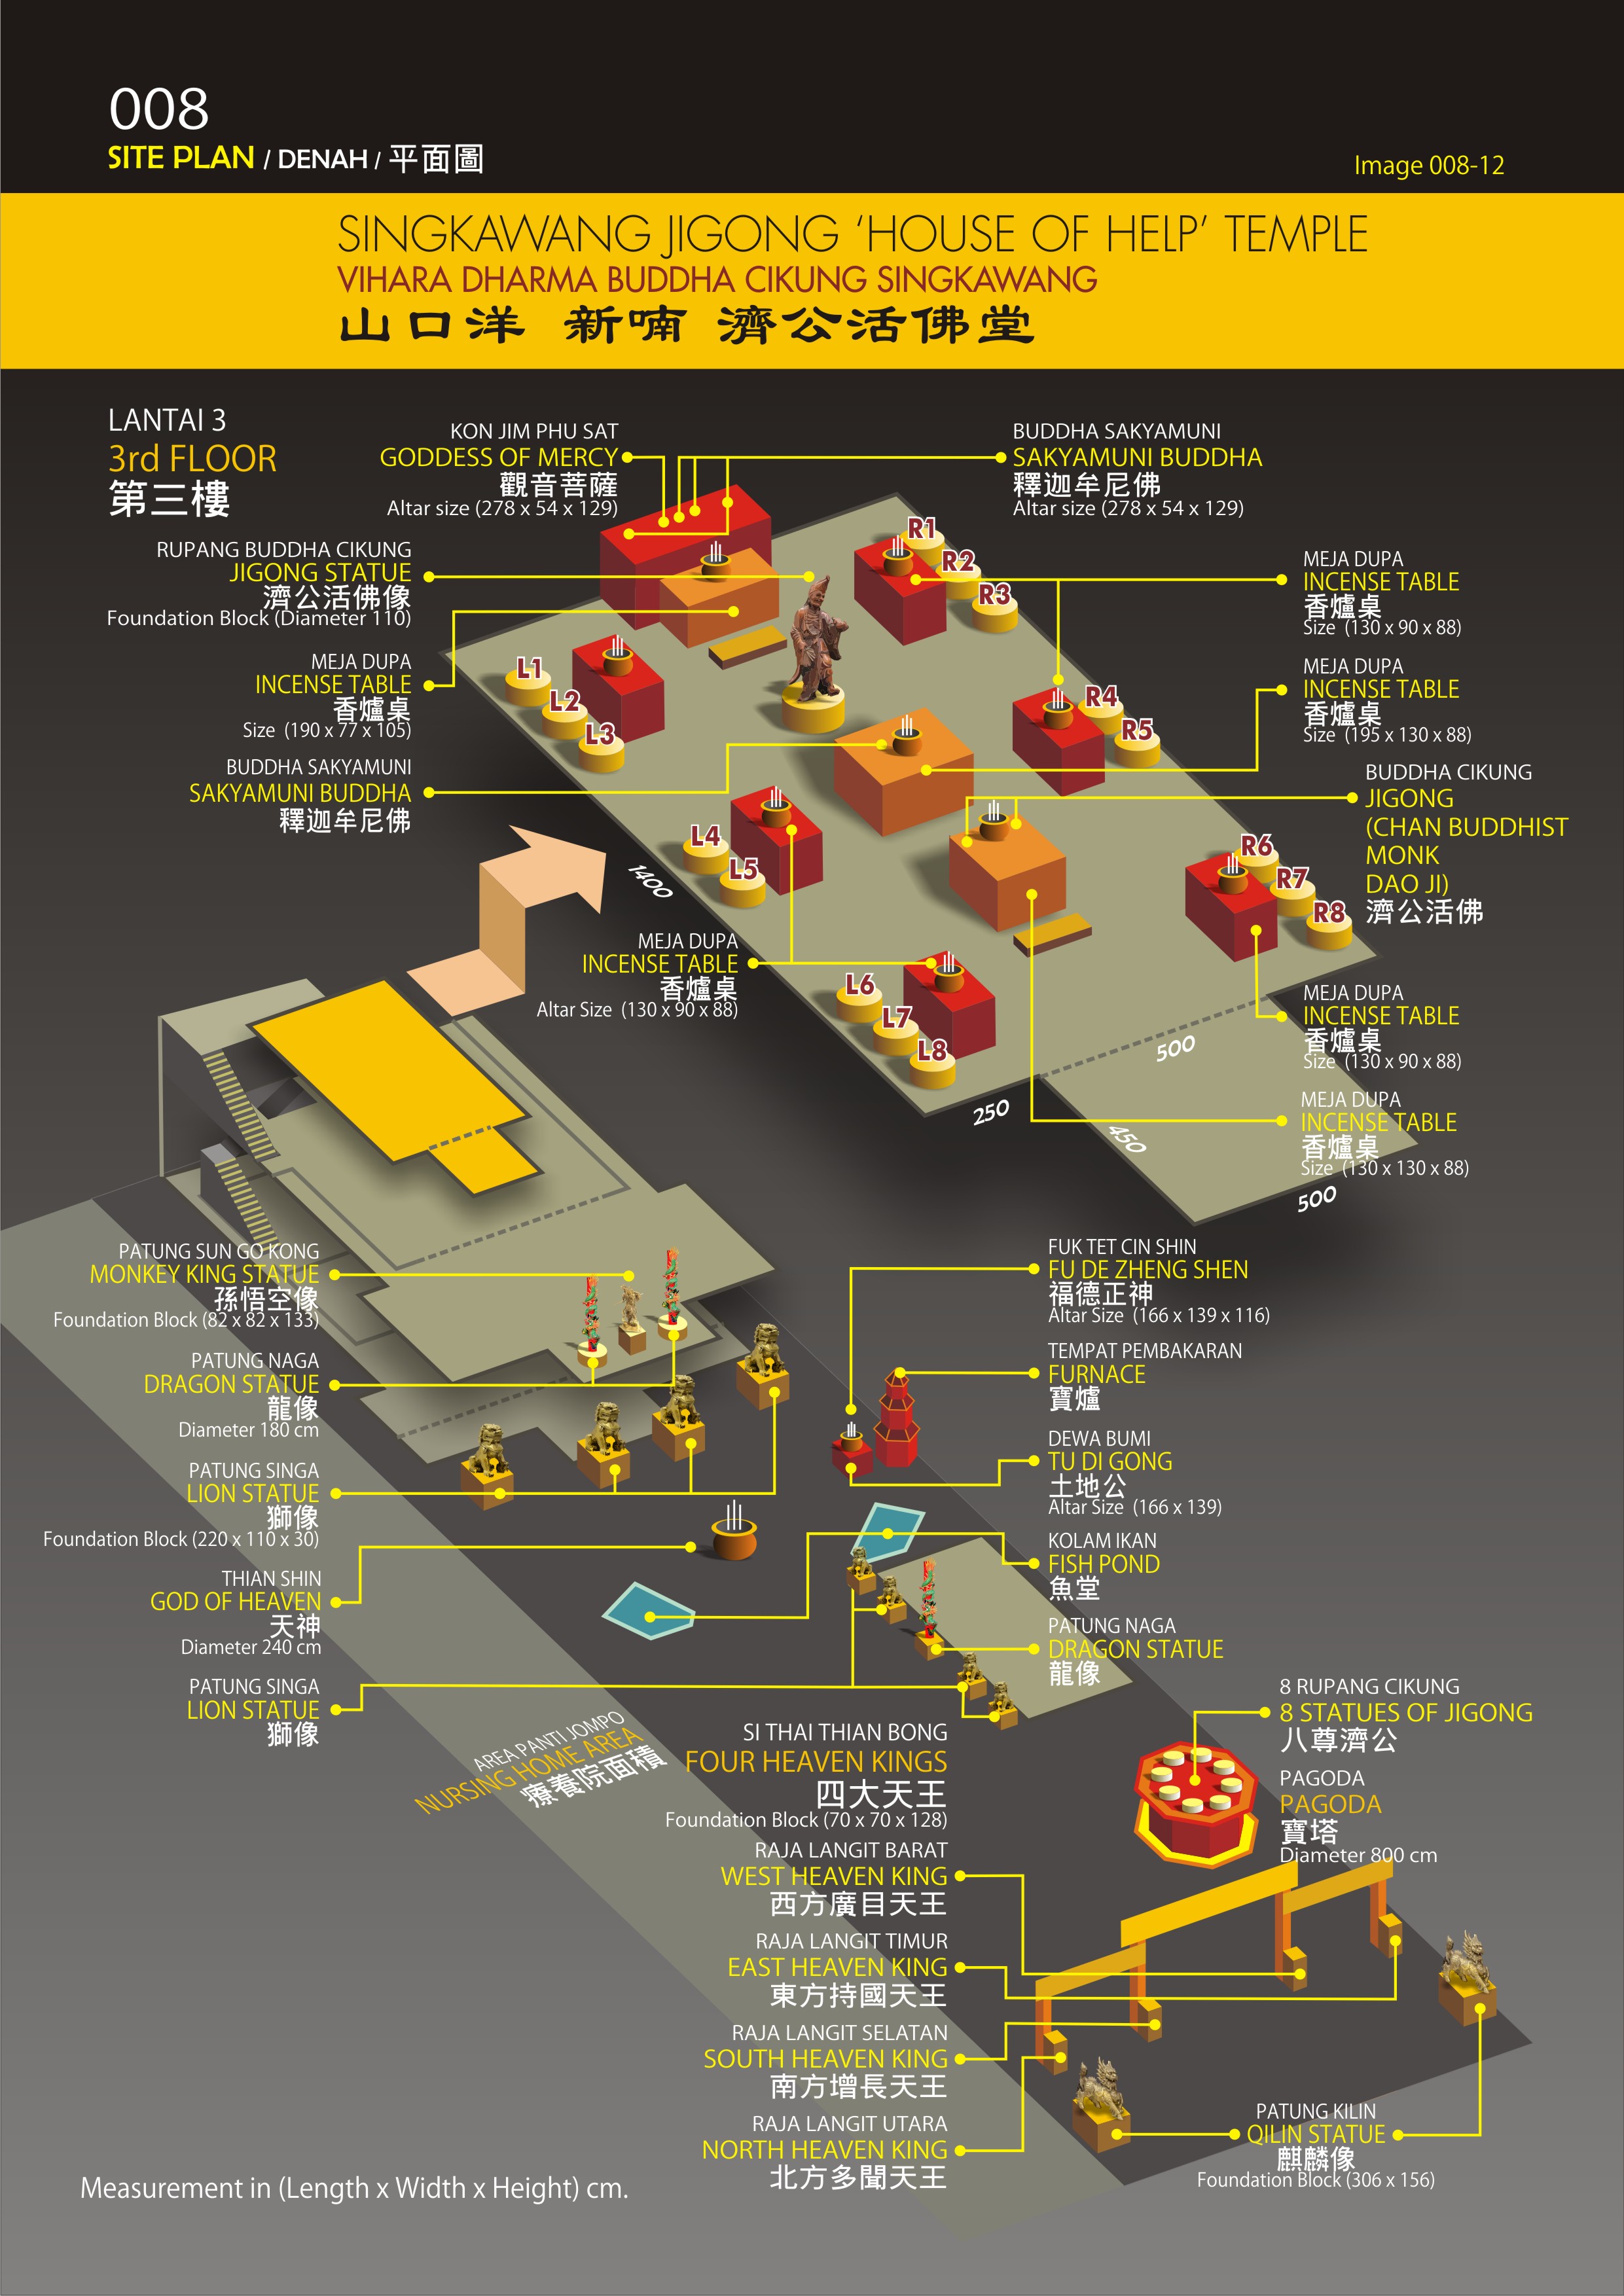 008
SITE PLAN / DENAH / 平面圖
Image 008-12
SINGKAWANG JIGONG ‘HOUSE OF HELP’ TEMPLE
VIHARA DHARMA BUDDHA CIKUNG SINGKAWANG
山口洋 新喃 濟公活佛堂
LANTAI 3
3rd FLOOR
第三樓
KON JIM PHU SAT
GODDESS OF MERCY
觀音菩薩
Altar size (278 x 54 x 129)
BUDDHA SAKYAMUNI
SAKYAMUNI BUDDHA
釋迦牟尼佛
Altar size (278 x 54 x 129)
RUPANG BUDDHA CIKUNG
JIGONG STATUE
濟公活佛像
Foundation Block (Diameter 110)
MEJA DUPA
INCENSE TABLE
香爐桌
Size (190 x 77 x 105)
BUDDHA SAKYAMUNI
SAKYAMUNI BUDDHA
釋迦牟尼佛
MEJA DUPA
INCENSE TABLE
香爐桌
Size (130 x 90 x 88)
MEJA DUPA
INCENSE TABLE
香爐桌
Size (195 x 130 x 88)
BUDDHA CIKUNG
JIGONG
(CHAN BUDDHIST
MONK
DAO JI)
濟公活佛
R1
R2
R3
L1
L2
L3
R4
R5
L4
L5
R6
R7
R8
L6
L7
L8
1400
500
250
450
500
MEJA DUPA
INCENSE TABLE
香爐桌
Altar Size (130 x 90 x 88)
MEJA DUPA
INCENSE TABLE
香爐桌
Size (130 x 90 x 88)
MEJA DUPA
INCENSE TABLE
香爐桌
Size (130 x 130 x 88)
PATUNG SUN GO KONG
MONKEY KING STATUE
孫悟空像
Foundation Block (82 x 82 x 133)
PATUNG NAGA
DRAGON STATUE
龍像
Diameter 180 cm
PATUNG SINGA
LION STATUE
獅像
Foundation Block (220 x 110 x 30)
THIAN SHIN
GOD OF HEAVEN
天神
Diameter 240 cm
PATUNG SINGA
LION STATUE
獅像
FUK TET CIN SHIN
FU DE ZHENG SHEN
福德正神
Altar Size (166 x 139 x 116)
TEMPAT PEMBAKARAN
FURNACE
寶爐
DEWA BUMI
TU DI GONG
土地公
Altar Size (166 x 139)
KOLAM IKAN
FISH POND
魚堂
PATUNG NAGA
DRAGON STATUE
龍像
8 RUPANG CIKUNG
8 STATUES OF JIGONG
八尊濟公
PAGODA
PAGODA
寶塔
Diameter 800 cm
AREA PANTI JOMPO
NURSING HOME AREA
療養院面積
SI THAI THIAN BONG
FOUR HEAVEN KINGS
四大天王
Foundation Block (70 x 70 x 128)
RAJA LANGIT BARAT
WEST HEAVEN KING
西方廣目天王
RAJA LANGIT TIMUR
EAST HEAVEN KING
東方持國天王
RAJA LANGIT SELATAN
SOUTH HEAVEN KING
南方增長天王
RAJA LANGIT UTARA
NORTH HEAVEN KING
北方多聞天王
PATUNG KILIN
QILIN STATUE
麒麟像
Foundation Block (306 x 156)
Measurement in (Length x Width x Height) cm.